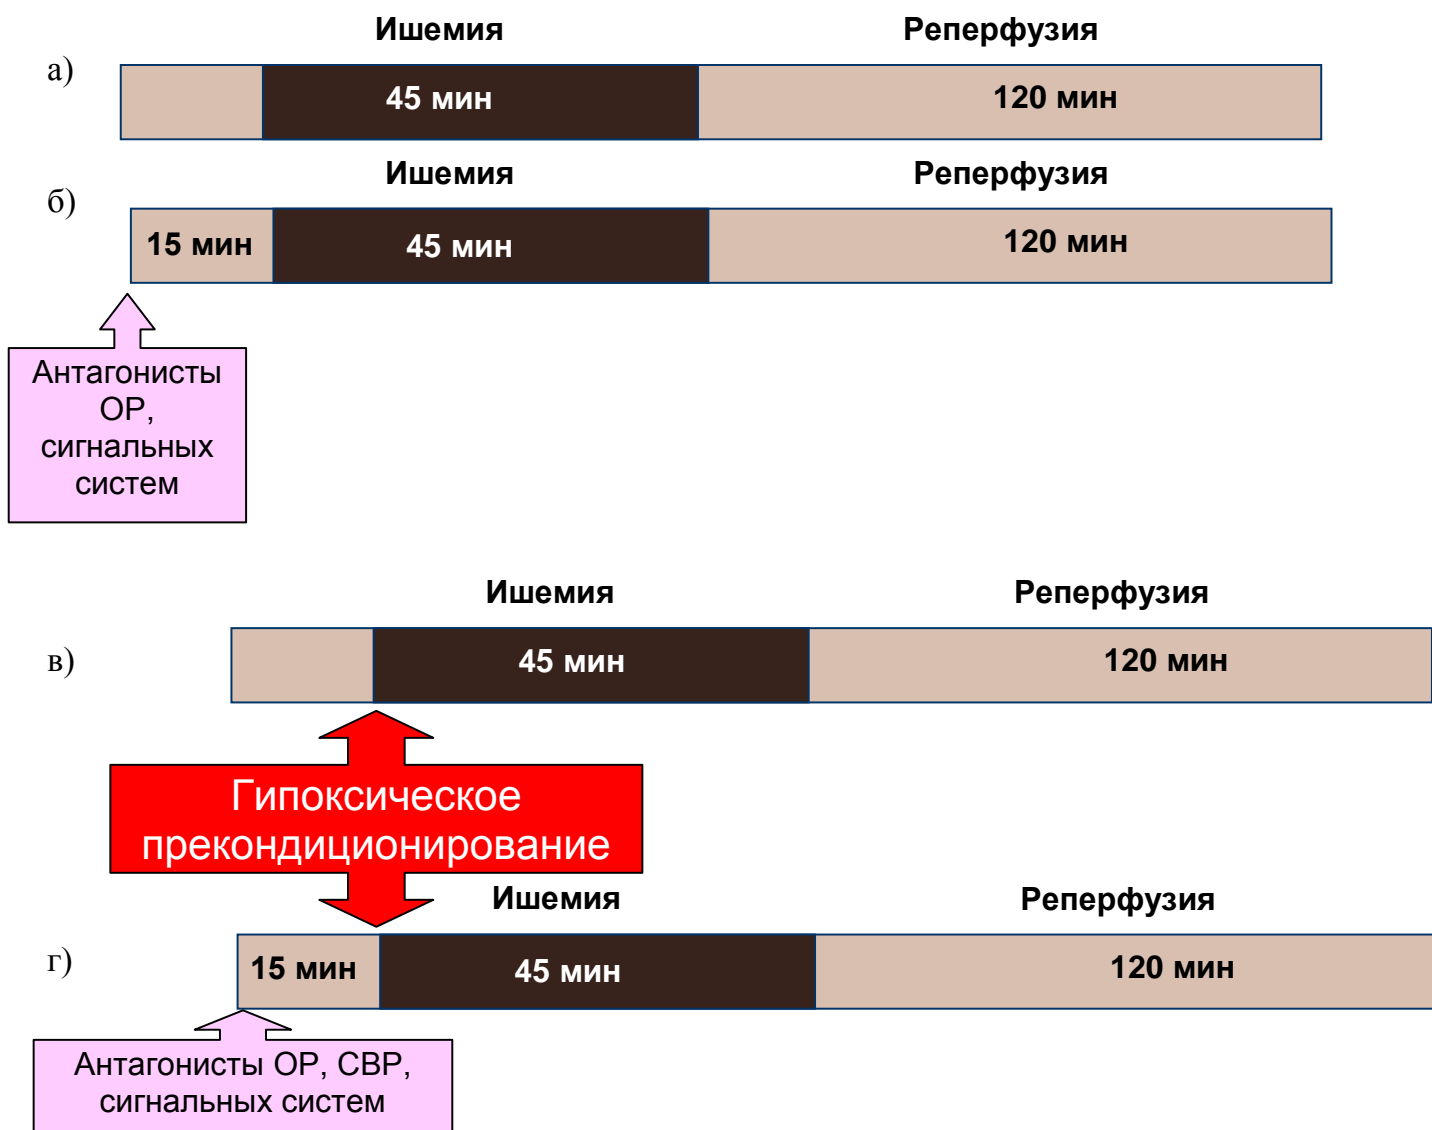 Ишемия Реперфузия
а)
45 мин 120 мин
Ишемия Реперфузия
б)
15 мин 45 мин 120 мин
Антагонисты
ОР,
сигнальных
систем
Ишемия Реперфузия
в)
45 мин 120 мин
Гипоксическое
прекондиционирование
Ишемия Реперфузия
г)
15 мин 45 мин 120 мин
Антагонисты ОР, СВР,
сигнальных систем